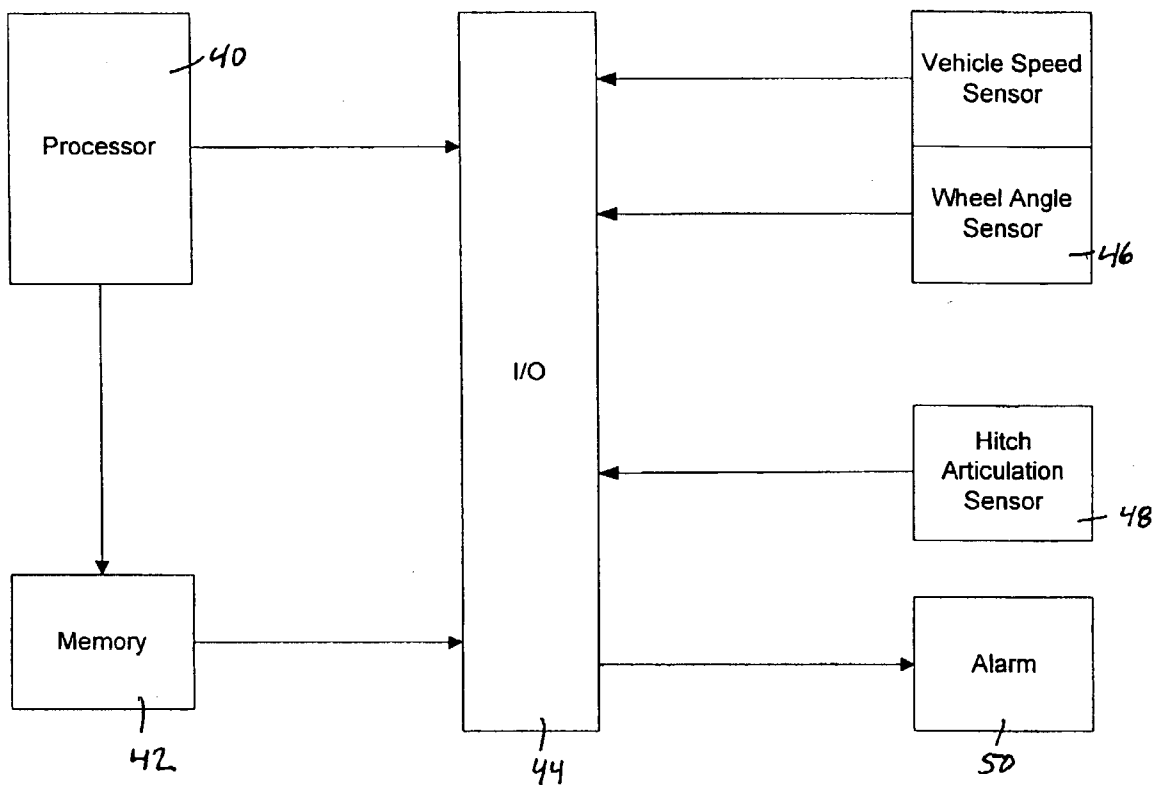 40
Processor
Vehicle Speed
Sensor
Wheel Angle
Sensor
46
I/O
Hitch
Articulation
Sensor
48
Memory
42
44
Alarm
50